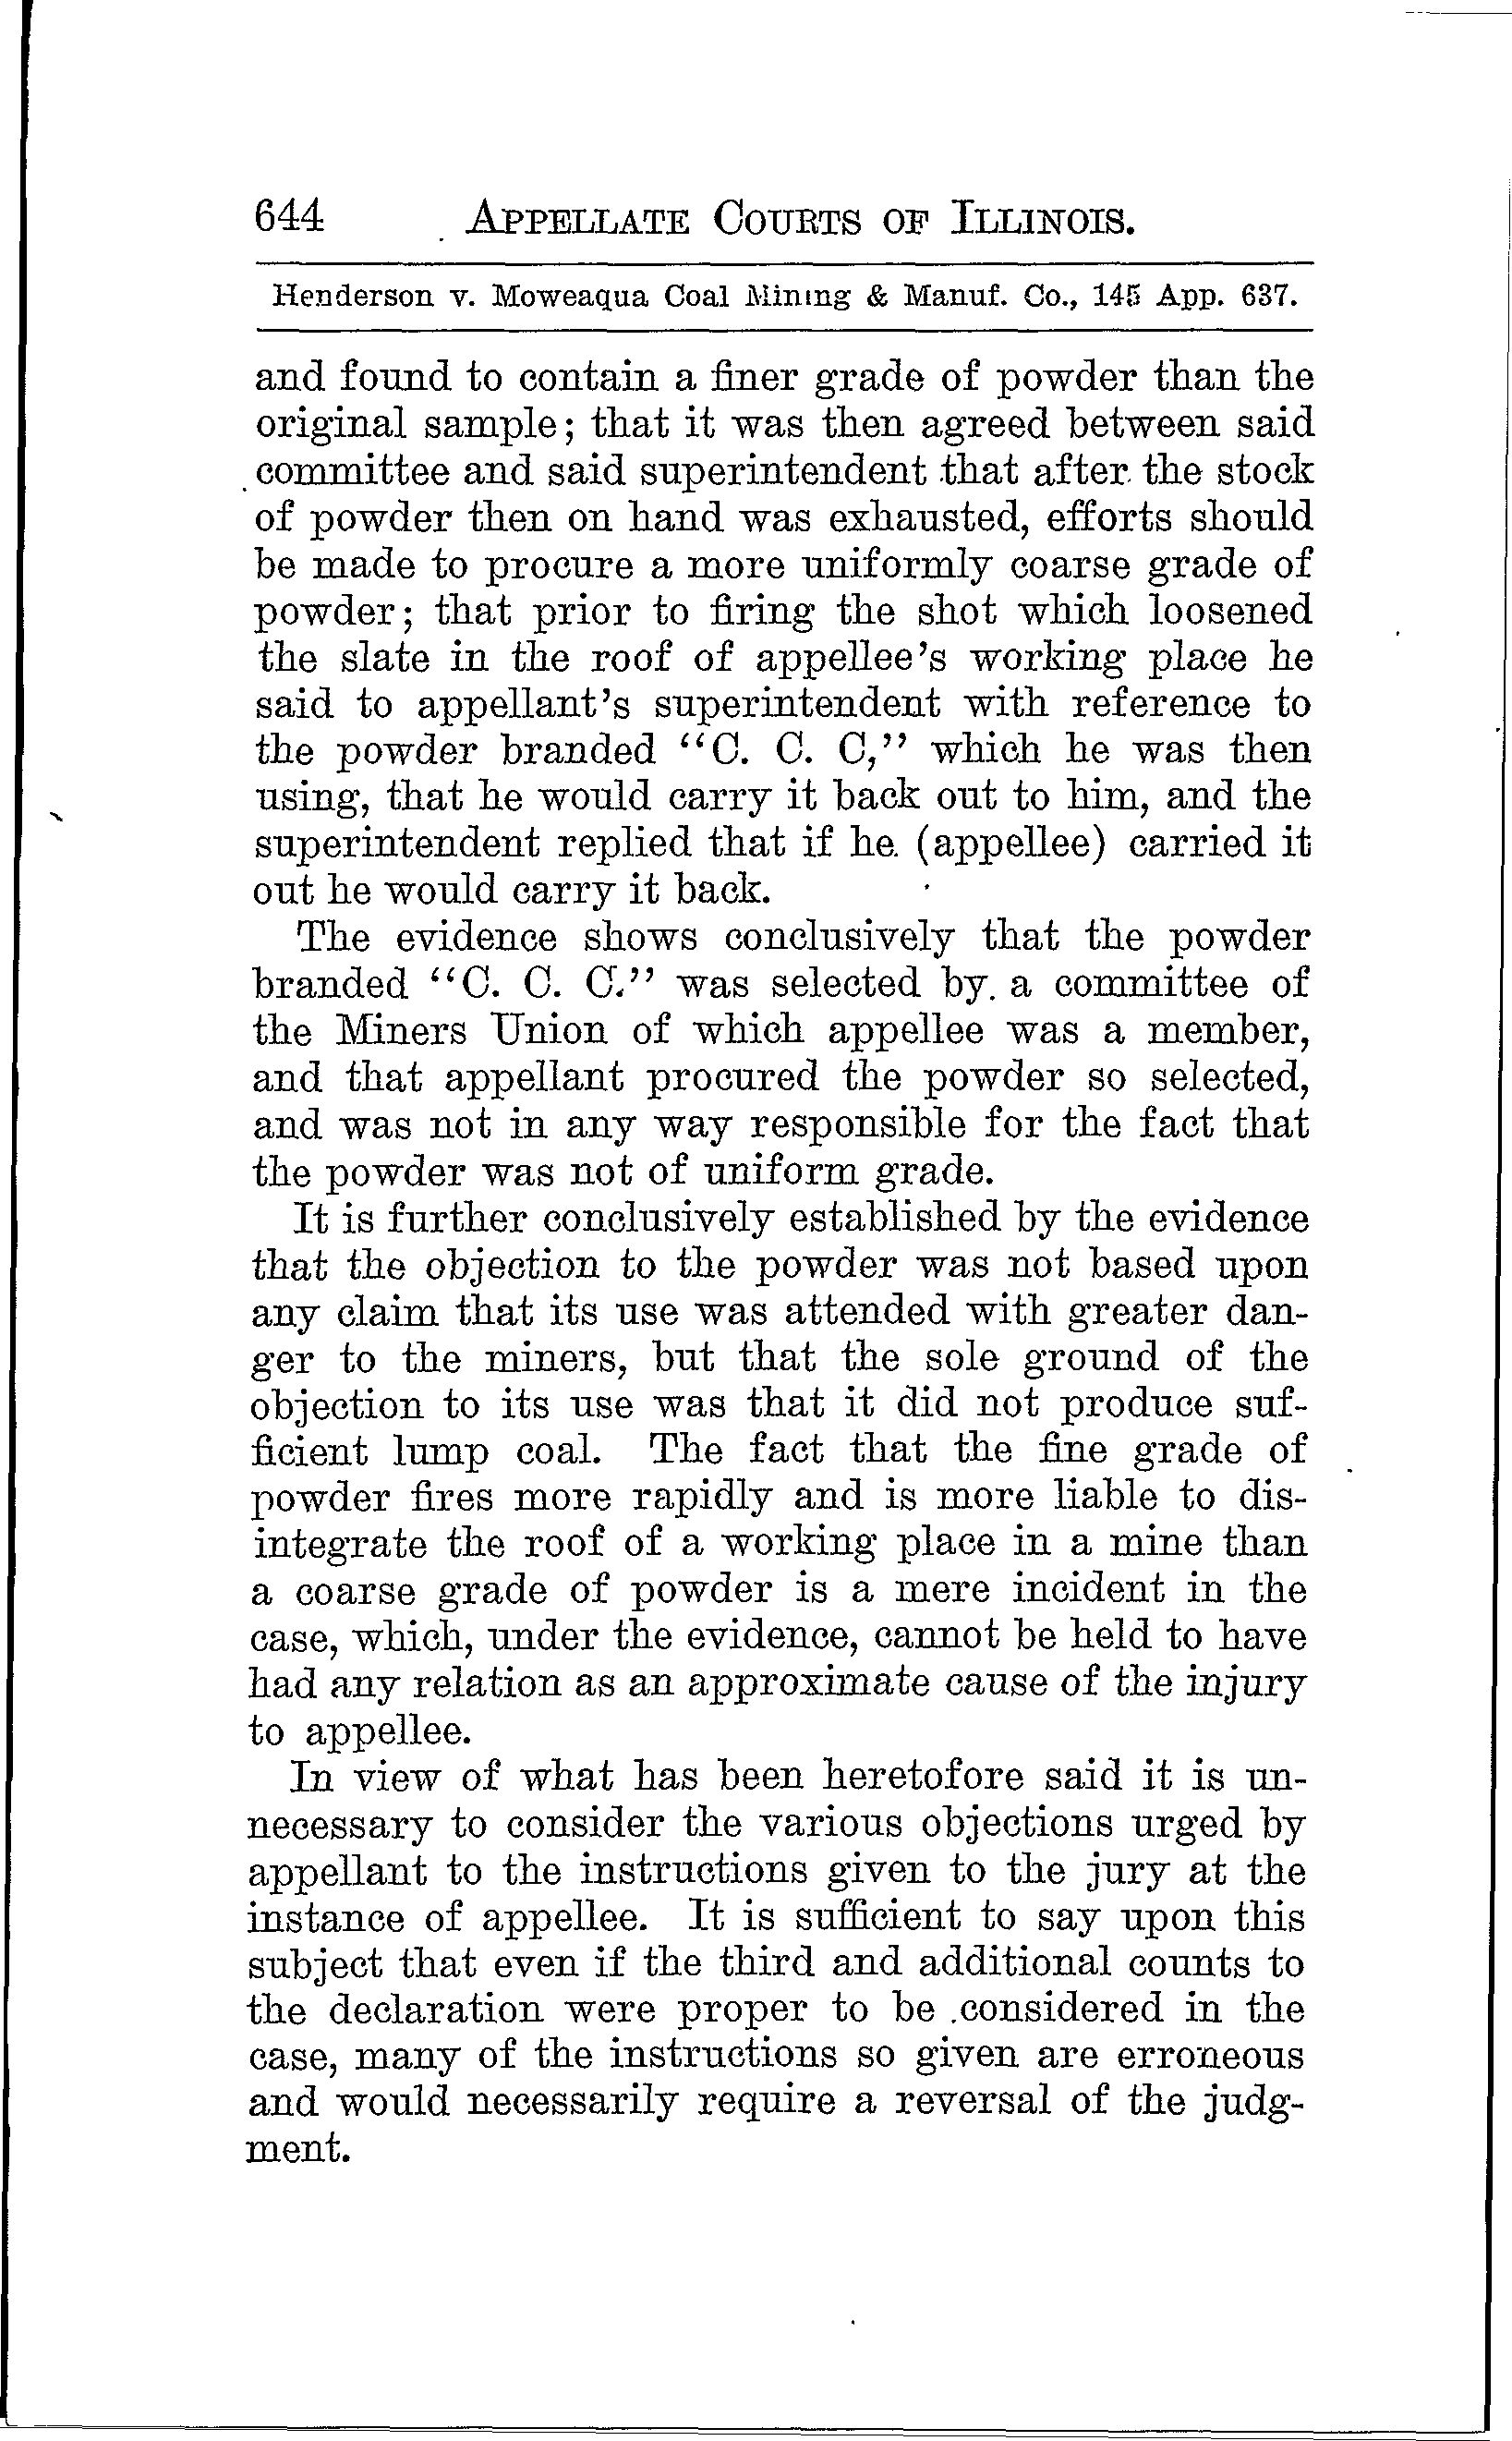 644 APPELLATE COURTS OF ILLINOIS.
Henderson v. Moweaqua Coal Mining & Manuf. Co., 145 App. 637.
and found to contain a finer grade of powder than the
original sample; that it was then agreed between said
committee and said superintendent that after the stock
of powder then on hand was exhausted, efforts should
be made to procure a more uniformly coarse grade of
powder; that prior to firing the shot which loosened
the slate in the roof of appellee's working place he
said to appellant's superintendent with reference to
the powder branded "C. C. C," which he was then
using, that he would carry it back out to him, and the
superintendent replied that if he (appellee) carried it
out he would carry it back.
The evidence shows conclusively that the powder
branded "C. C. C." was selected by a committee of
the Miners Union of which appellee was a member,
and that appellant procured the powder so selected,
and was not in any way responsible for the fact that
the powder was not of uniform grade.
It is further conclusively established by the evidence
that the objection to the powder was not based upon
any claim that its use was attended with greater dan-
ger to the miners, but that the sole ground of the
objection to its use was that it did not produce suf-
ficient lump coal. The fact that the fine grade of
powder fires more rapidly and is more liable to dis-
integrate the roof of a working place in a mine than
a coarse grade of powder is a mere incident in the
case, which, under the evidence, cannot be held to have
had any relation as an approximate cause of the injury
to appellee.
In view of what has been heretofore said it is un-
necessary to consider the various objections urged by
appellant to the instructions given to the jury at the
instance of appellee. It is sufficient to say upon this
subject that even if the third and additional counts to
the declaration were proper to be considered in the
case, many of the instructions so given are erroneous
and would necessarily require a reversal of the judg-
ment.